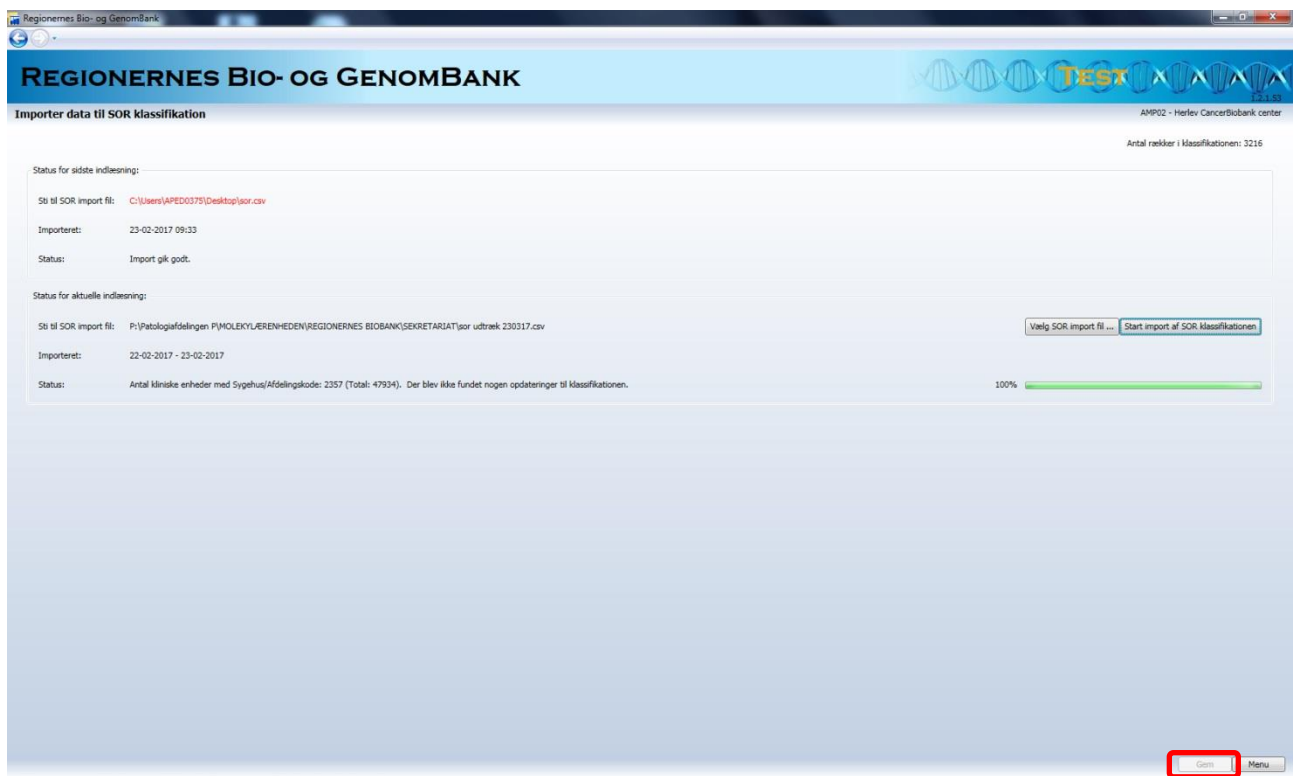 Regionernes Bio- og GenomBank
REGIONERNES BIO- OG GENOMBANK
TEST
1.2.1.53
Importer data til SOR klassifikation
AMP02 - Herlev CancerBiobank center
Antal rækker i klassifikationen: 3216
Status for sidste indlæsning:
Sti til SOR import fil: C:\Users\APED0375\Desktop\sor.csv
Importeret: 23-02-2017 09:33
Status: Import gik godt.
Status for aktuelle indlæsning:
Sti til SOR import fil: P:\Patologiafdelingen P\MOLEKYLÆRENHEDEN\REGIONERNES BIOBANK\SEKRETARIAT\sor udtræk 230317.csv Vælg SOR import fil ... Start import af SOR klassifikationen
Importeret: 22-02-2017 - 23-02-2017
Status: Antal kliniske enheder med Sygehus/Afdelingskode: 2357 (Total: 47934). Der blev ikke fundet nogen opdateringer til klassifikationen. 100%
Gem Menu